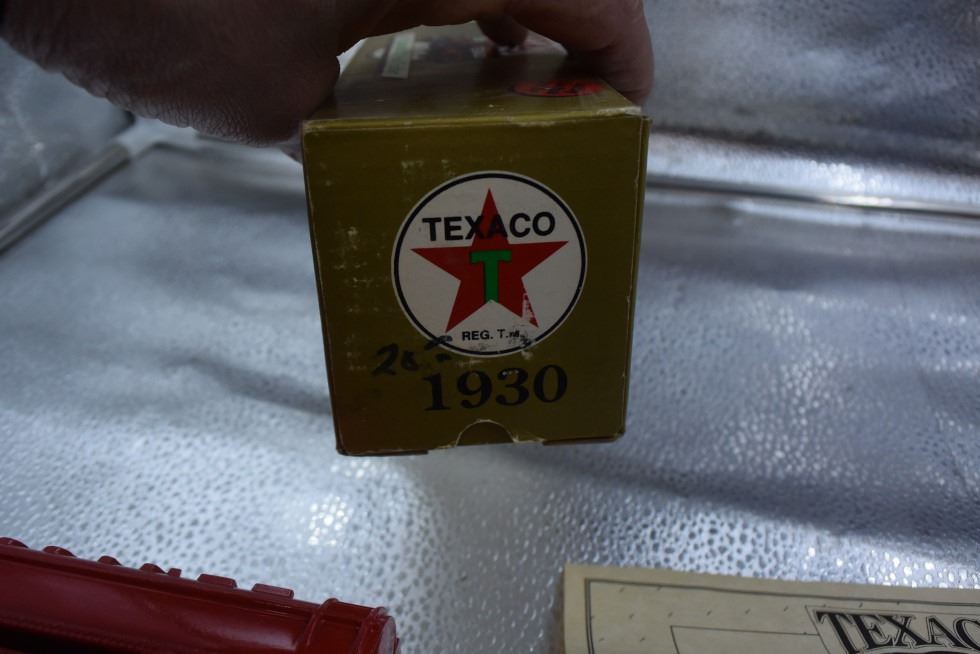 TEXACO
T
REG. T.M.
1930
TEXAC